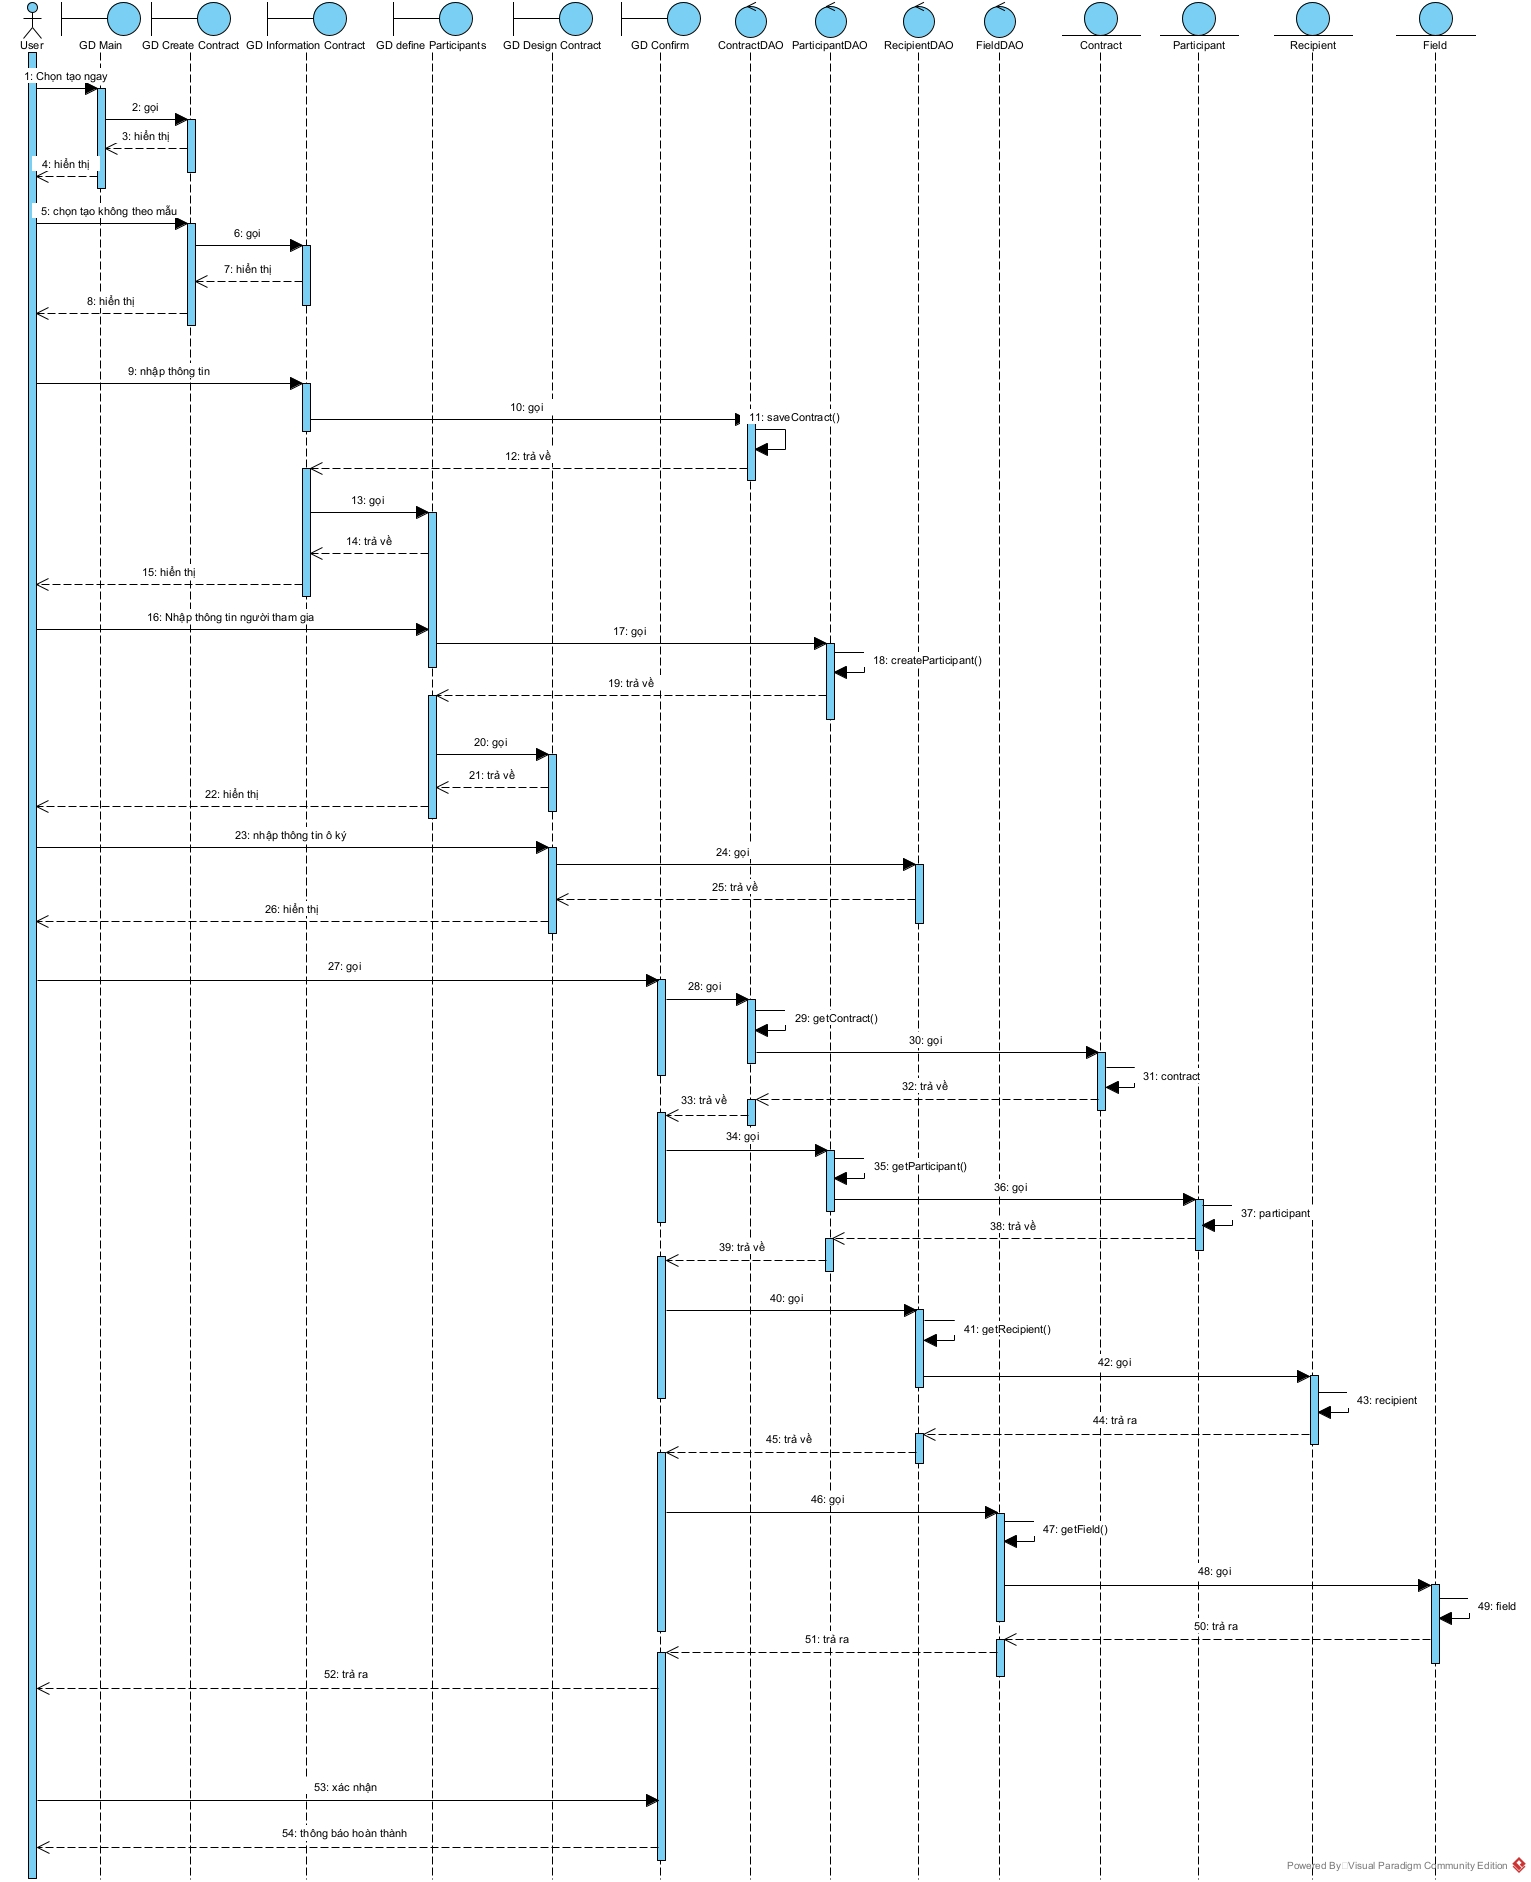 User
GD Main
GD Create Contract
GD Information Contract
GD define Participants
GD Design Contract
GD Confirm
ContractDAO
ParticipantDAO
RecipientDAO
FieldDAO
Contract
Participant
Recipient
Field
1: Chọn tạo ngay
2: gọi
3: hiển thị
4: hiển thị
5: chọn tạo không theo mẫu
6: gọi
7: hiển thị
8: hiển thị
9: nhập thông tin
10: gọi
11: saveContract()
12: trả về
13: gọi
14: trả về
15: hiển thị
16: Nhập thông tin người tham gia
17: gọi
18: createParticipant()
19: trả về
20: gọi
21: trả về
22: hiển thị
23: nhập thông tin ô ký
24: gọi
25: trả về
26: hiển thị
27: gọi
28: gọi
29: getContract()
30: gọi
31: contract
32: trả về
33: trả về
34: gọi
35: getParticipant()
36: gọi
37: participant
38: trả về
39: trả về
40: gọi
41: getRecipient()
42: gọi
43: recipient
44: trả ra
45: trả về
46: gọi
47: getField()
48: gọi
49: field
50: trả ra
51: trả ra
52: trả ra
53: xác nhận
54: thông báo hoàn thành
Powered By Visual Paradigm Community Edition